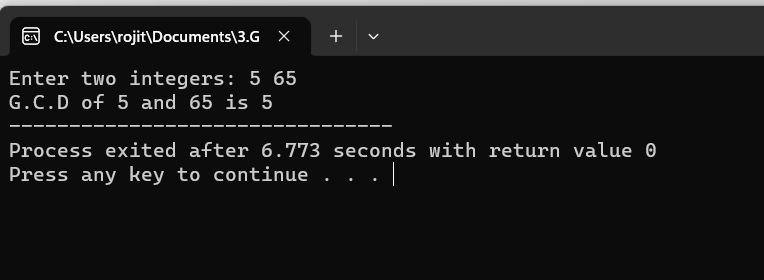 C:\Users\rojit\Documents\3.G
Enter two integers: 5 65
G.C.D of 5 and 65 is 5
--------------------------------
Process exited after 6.773 seconds with return value 0
Press any key to continue . . .